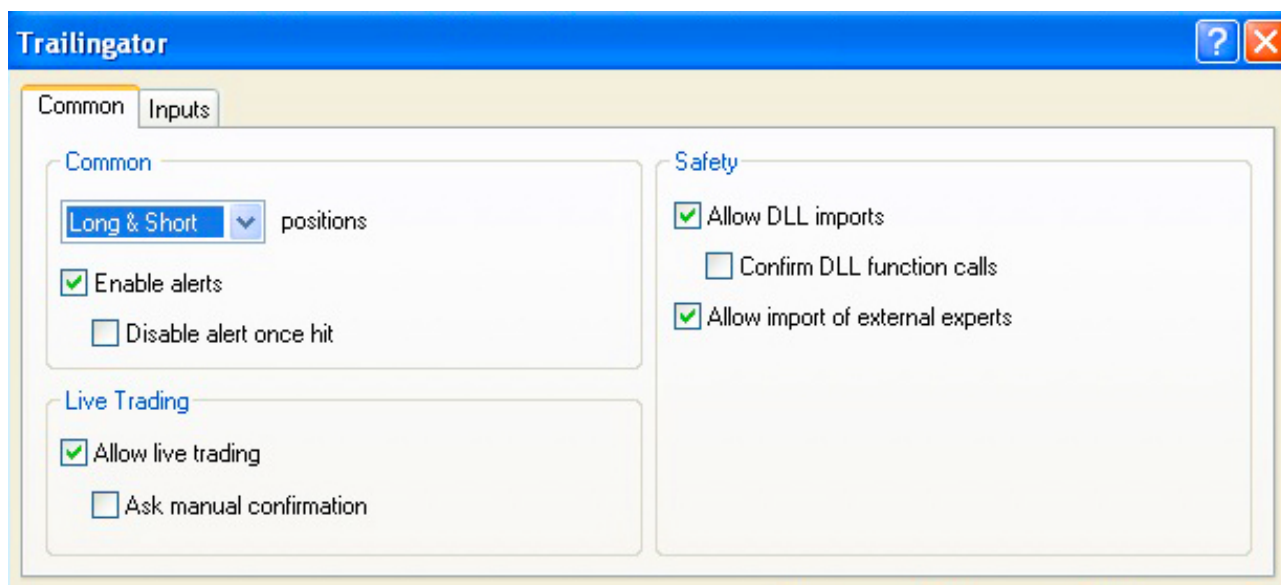 Trailingator
Common
Inputs
Common
Long & Short
positions
Enable alerts
Disable alert once hit
Live Trading
Allow live trading
Ask manual confirmation
Safety
Allow DLL imports
Confirm DLL function calls
Allow import of external experts